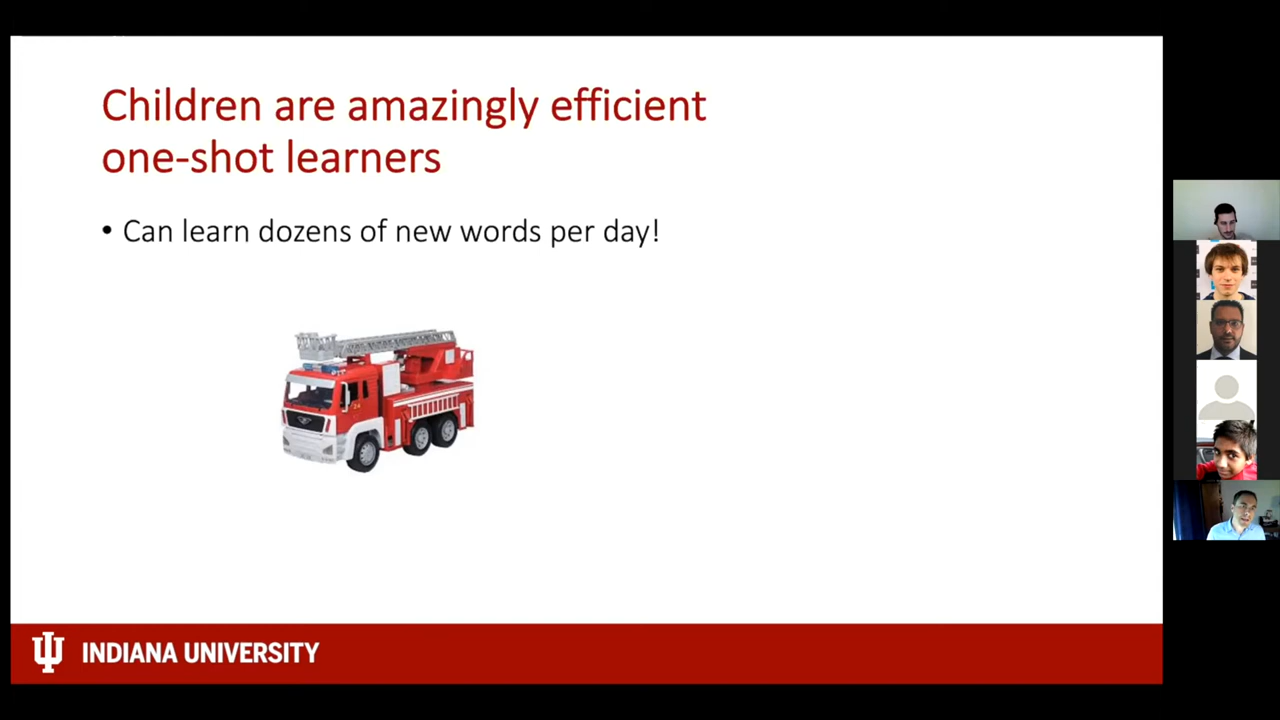 Children are amazingly efficient
one-shot learners
• Can learn dozens of new words per day!
INDIANA UNIVERSITY